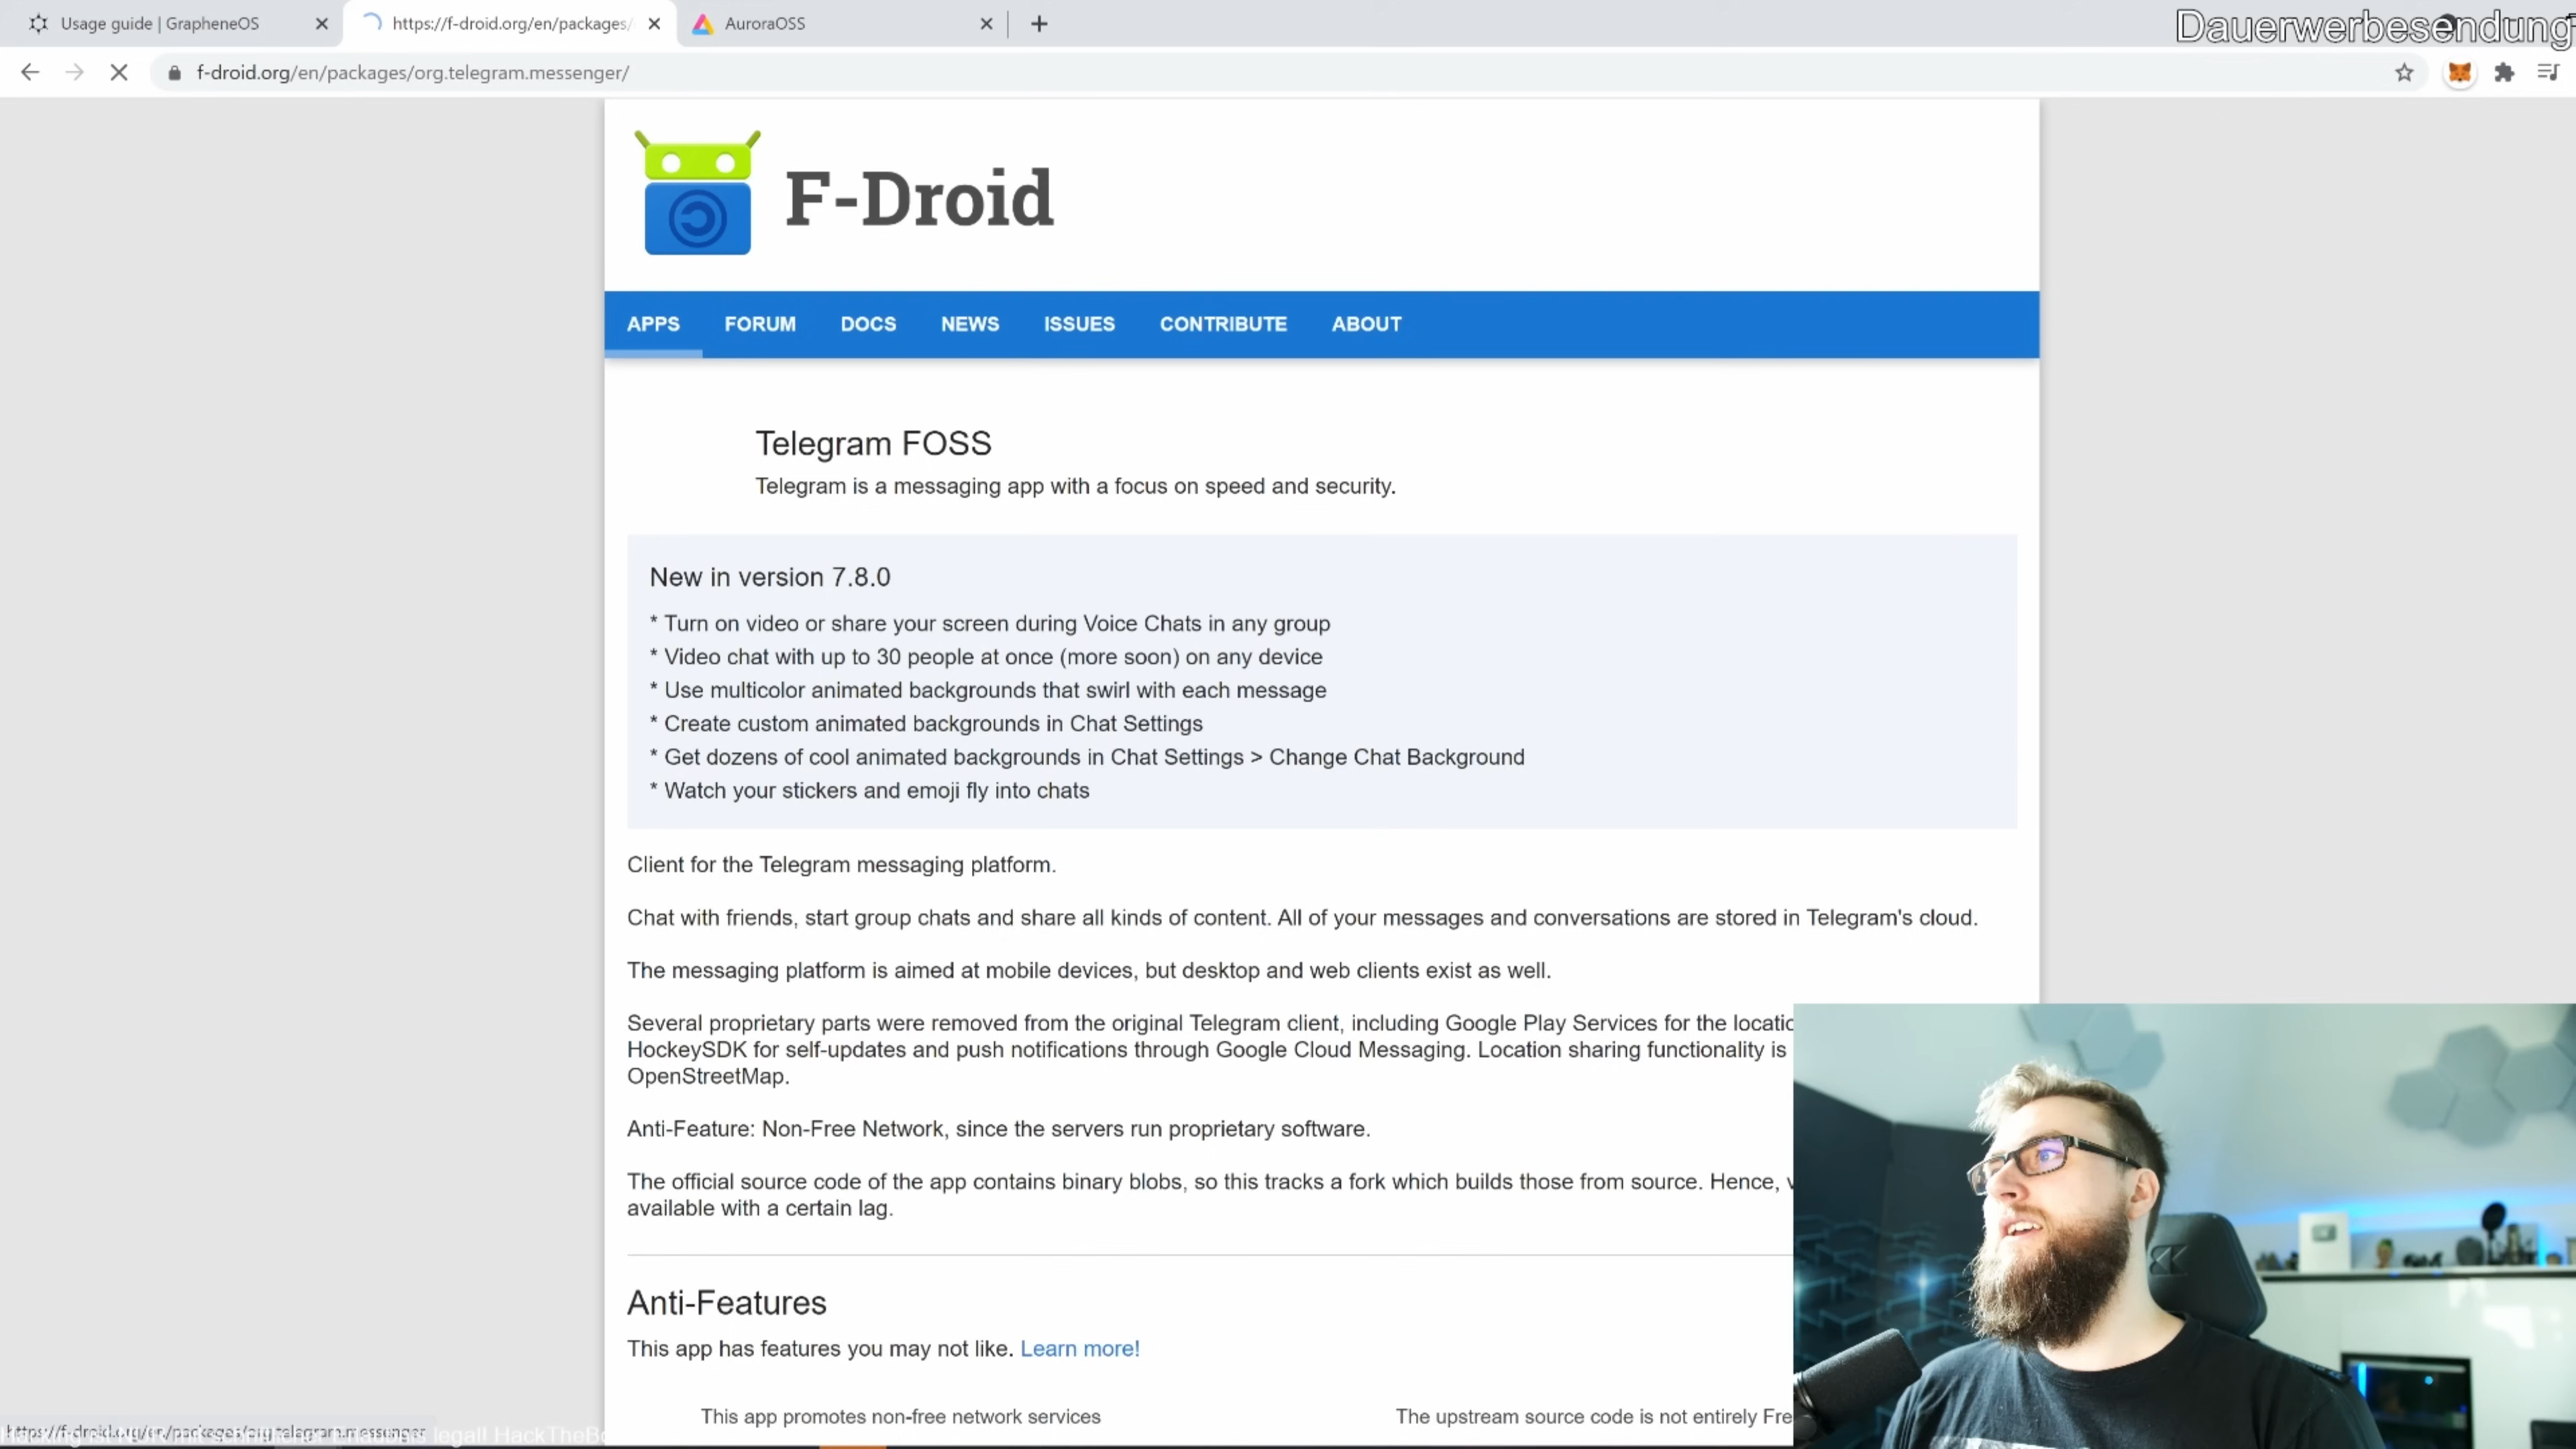 Usage guide | GrapheneOS
https://f-droid.org/en/packages/
AuroraOSS
Dauerwerbesendung
f-droid.org/en/packages/org.telegram.messenger/
F-Droid
APPS FORUM DOCS NEWS ISSUES CONTRIBUTE ABOUT
Telegram FOSS
Telegram is a messaging app with a focus on speed and security.
New in version 7.8.0
* Turn on video or share your screen during Voice Chats in any group
* Video chat with up to 30 people at once (more soon) on any device
* Use multicolor animated backgrounds that swirl with each message
* Create custom animated backgrounds in Chat Settings
* Get dozens of cool animated backgrounds in Chat Settings > Change Chat Background
* Watch your stickers and emoji fly into chats
Client for the Telegram messaging platform.
Chat with friends, start group chats and share all kinds of content. All of your messages and conversations are stored in Telegram's cloud.
The messaging platform is aimed at mobile devices, but desktop and web clients exist as well.
Several proprietary parts were removed from the original Telegram client, including Google Play Services for the
HockeySDK for self-updates and push notifications through Google Cloud Messaging. Location sharing functionality is
OpenStreetMap.
Anti-Feature: Non-Free Network, since the servers run proprietary software.
The official source code of the app contains binary blobs, so this tracks a fork which builds those from source. Hence,
available with a certain lag.
Anti-Features
This app has features you may not like. Learn more!
This app promotes non-free network services
The upstream source code is not entirely
https://f-droid.org/en/packages/org.telegram.messenger
legal!